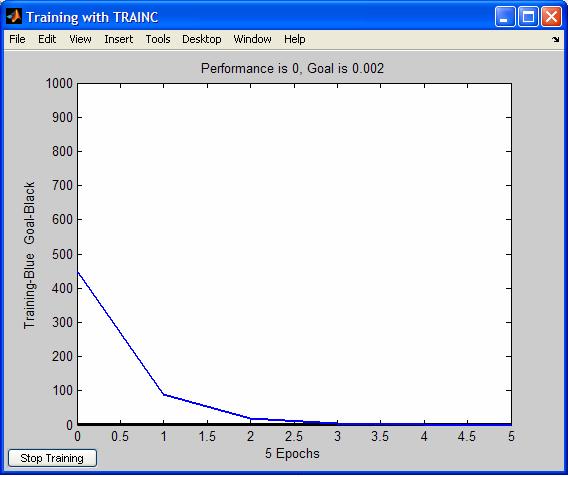 Training with TRAINC
File Edit View Insert Tools Desktop Window Help
Performance is 0, Goal is 0.002
1000
900
800
700
600
500
400
300
200
100
0
Training-Blue Goal-Black
0 0.5 1 1.5 2 2.5 3 3.5 4 4.5 5
5 Epochs
Stop Training